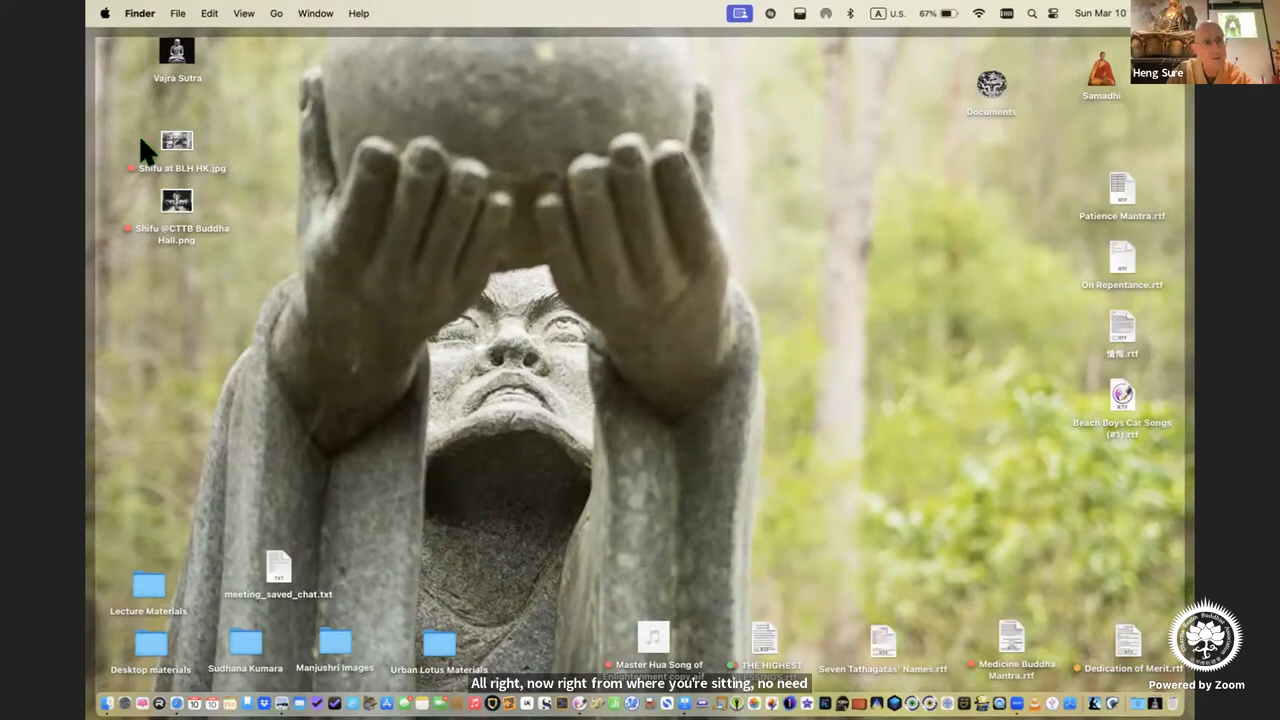 Finder File Edit View Go Window Help
A U.S. 67% Sun Mar 10
Heng Sure
Vajra Sutra
Documents
Samadhi
Shifu at BLH HK.jpg
Patience Mantra.rtf
Shifu @CTTB Buddha
Hall.png
On Repentance.rtf
Beach Boys Car Songs
(#1).rtf
TXT
meeting_saved_chat.txt
Lecture Materials
Desktop materials
Sudhana Kumara
Manjushri Images
Urban Lotus Materials
Master Hua Song of
Enlightenment copy.aif
THE HIGHEST
Seven Tathagatas' Names.rtf
Medicine Buddha
Mantra.rtf
Dedication of Merit.rtf
All right, now right from where you're sitting, no need
Powered by Zoom